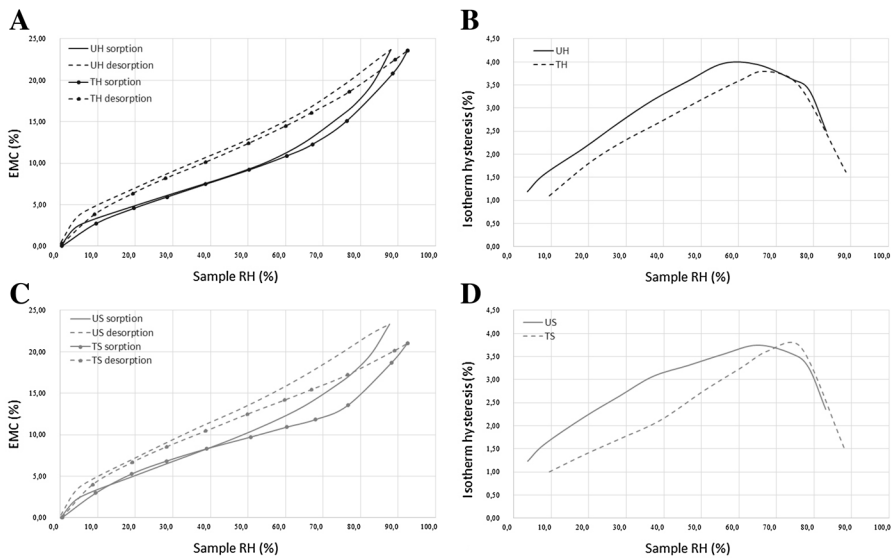 A
25,00
20,00
15,00
10,00
5,00
0,00
EMC (%)
UH sorption
UH desorption
TH sorption
TH desorption
0,0 10,0 20,0 30,0 40,0 50,0 60,0 70,0 80,0 90,0 100,0
Sample RH (%)
B
4,50
4,00
3,50
3,00
2,50
2,00
1,50
1,00
0,50
0,00
Isotherm hysteresis (%)
UH
TH
0,0 10,0 20,0 30,0 40,0 50,0 60,0 70,0 80,0 90,0 100,0
Sample RH (%)
C
25,00
20,00
15,00
10,00
5,00
0,00
EMC (%)
US sorption
US desorption
TS sorption
TS desorption
0,0 10,0 20,0 30,0 40,0 50,0 60,0 70,0 80,0 90,0 100,0
Sample RH (%)
D
4,50
4,00
3,50
3,00
2,50
2,00
1,50
1,00
0,50
0,00
Isotherm hysteresis (%)
US
TS
0,0 10,0 20,0 30,0 40,0 50,0 60,0 70,0 80,0 90,0 100,0
Sample RH (%)